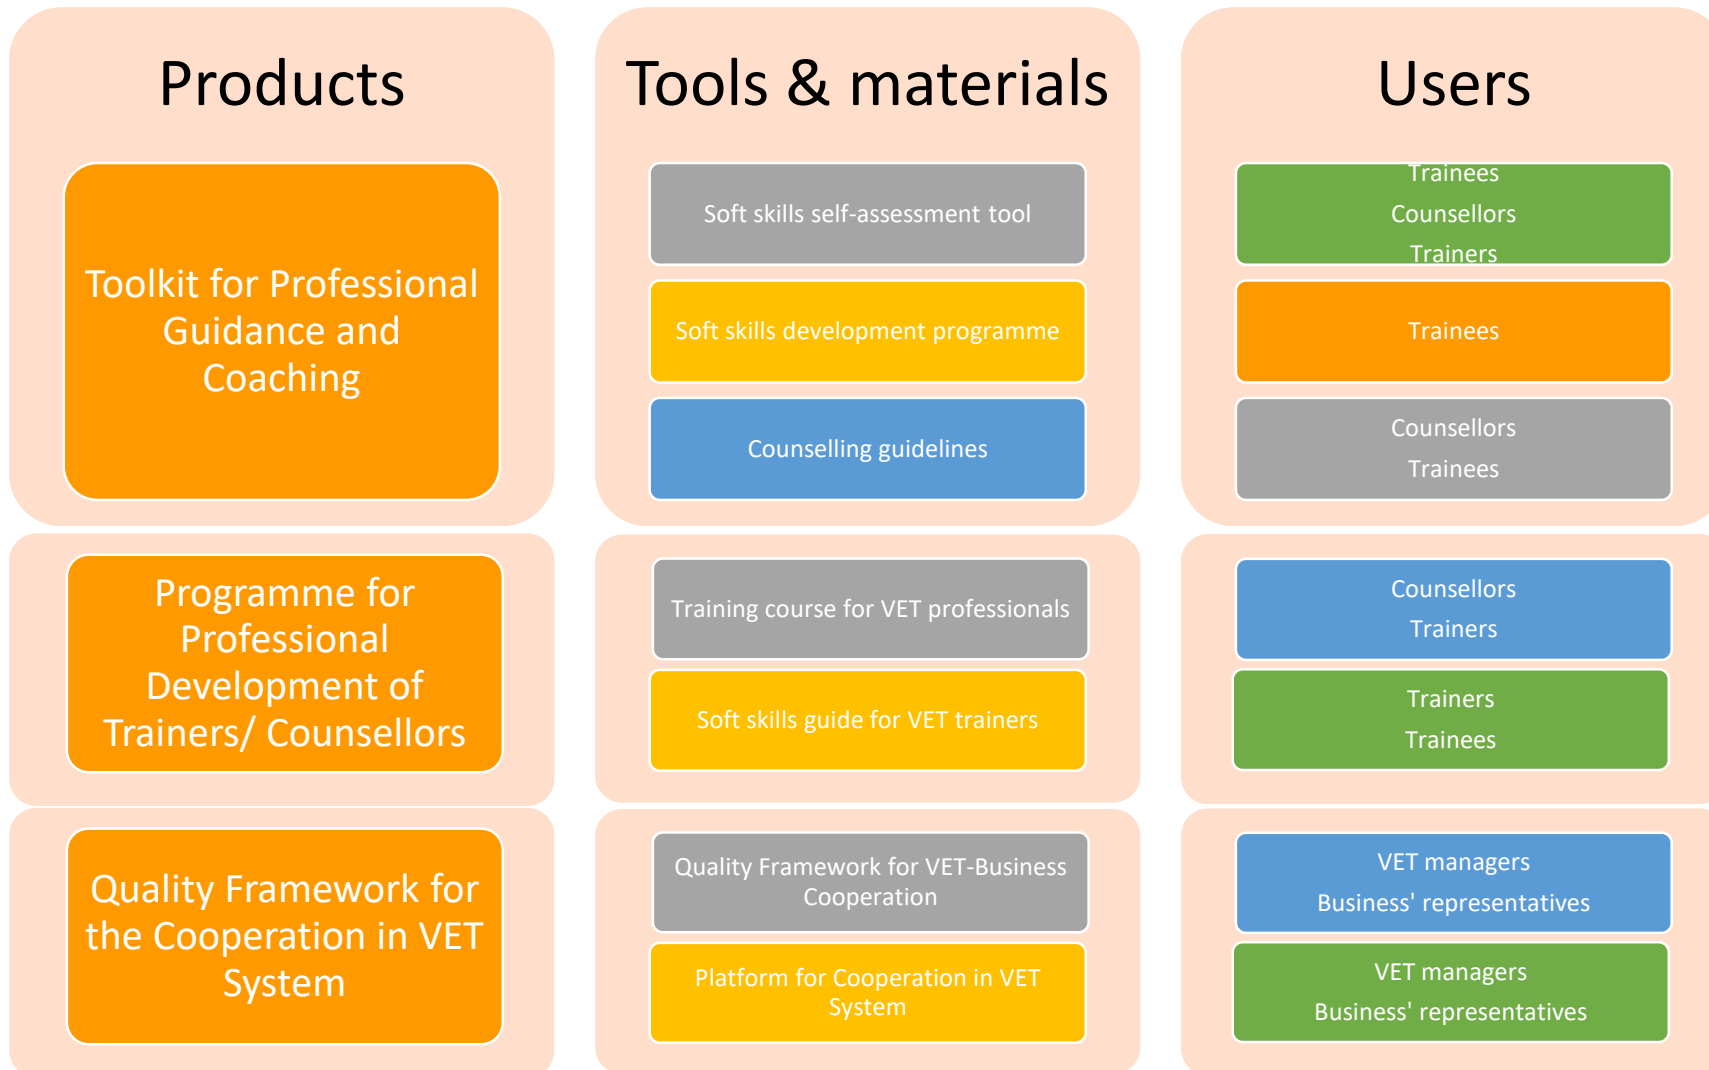 Products
Toolkit for Professional
Guidance and
Coaching
Programme for
Professional
Development of
Trainers/ Counsellors
Quality Framework for
the Cooperation in VET
System
Tools & materials
Soft skills self-assessment tool
Soft skills development programme
Counselling guidelines
Training course for VET professionals
Soft skills guide for VET trainers
Quality Framework for VET-Business
Cooperation
Platform for Cooperation in VET
System
Users
Trainees
Counsellors
Trainers
Trainees
Counsellors
Trainees
Counsellors
Trainers
Trainers
Trainees
VET managers
Business' representatives
VET managers
Business' representatives